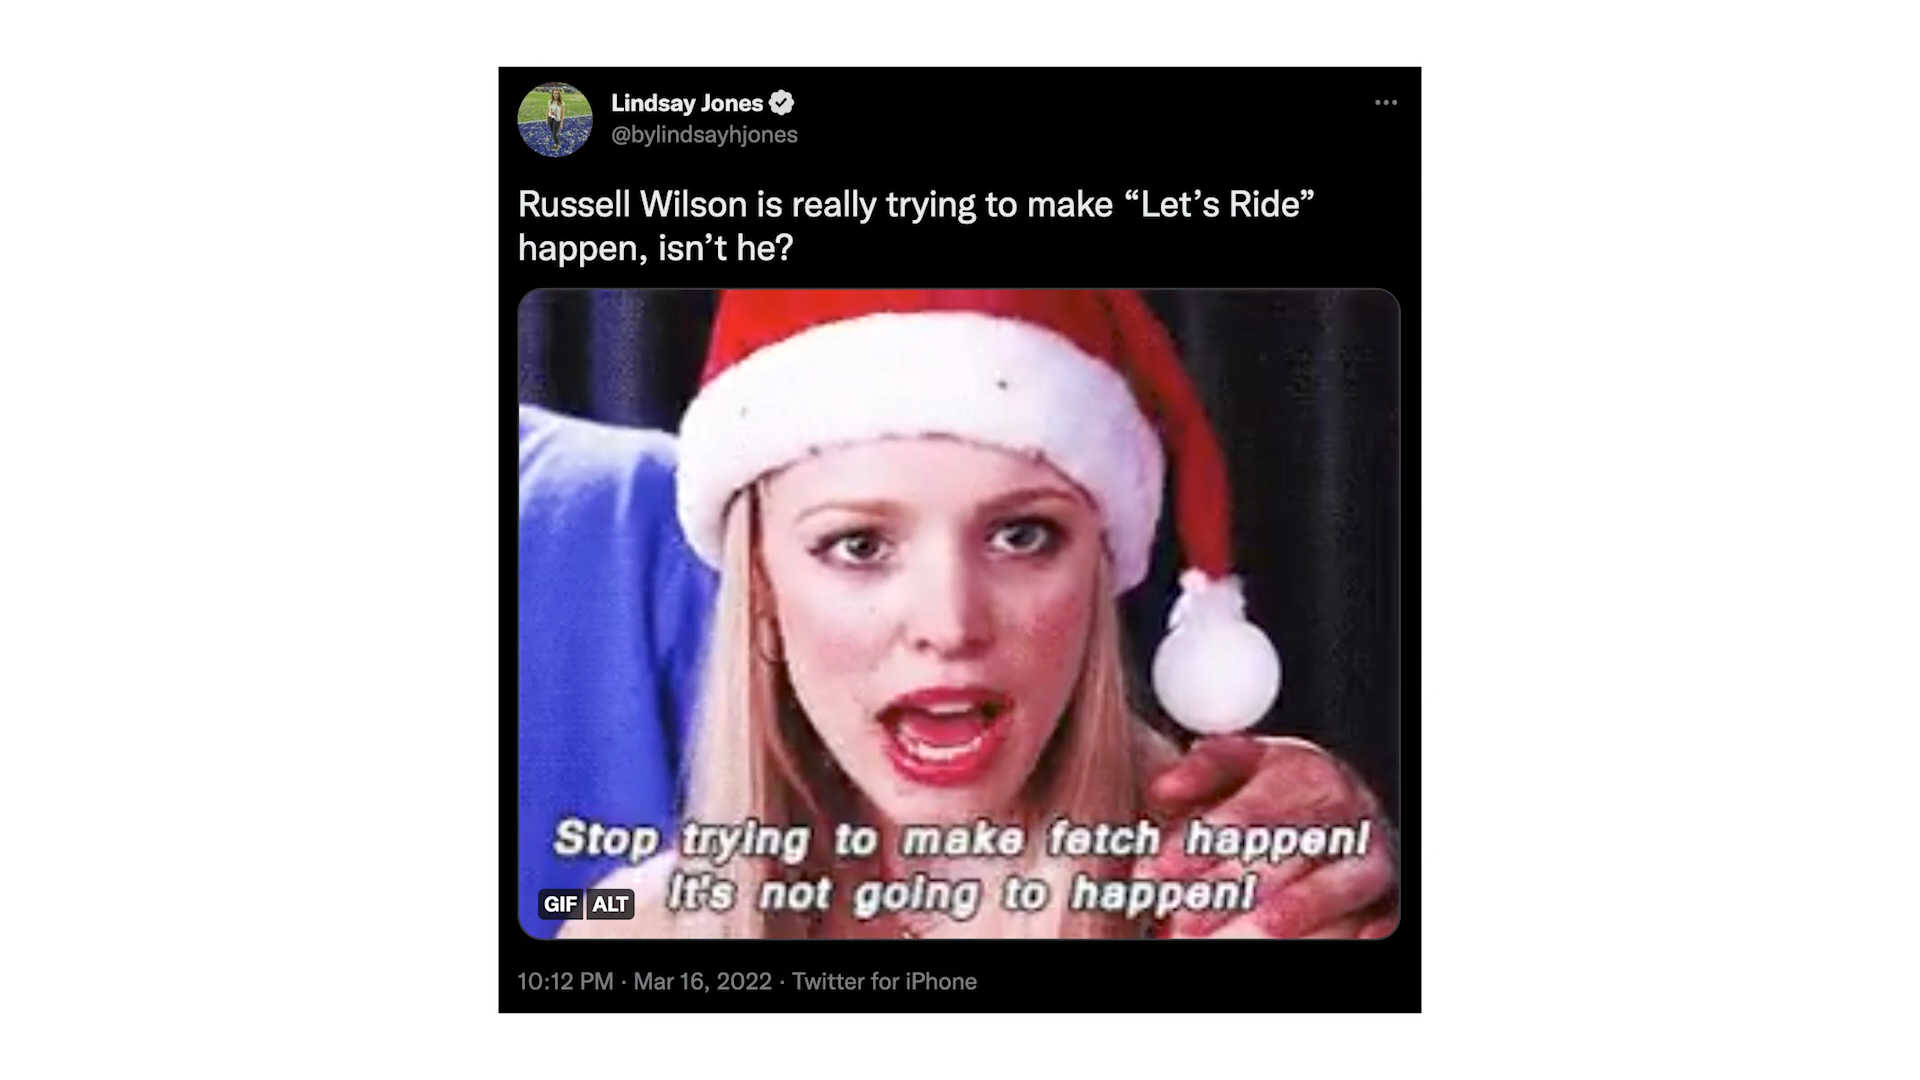 Lindsay Jones
@bylindsayhjones
Russell Wilson is really trying to make “Let’s Ride”
happen, isn’t he?
Stop trying to make fetch happen!
It's not going to happen!
GIF ALT
10:12 PM · Mar 16, 2022 · Twitter for iPhone